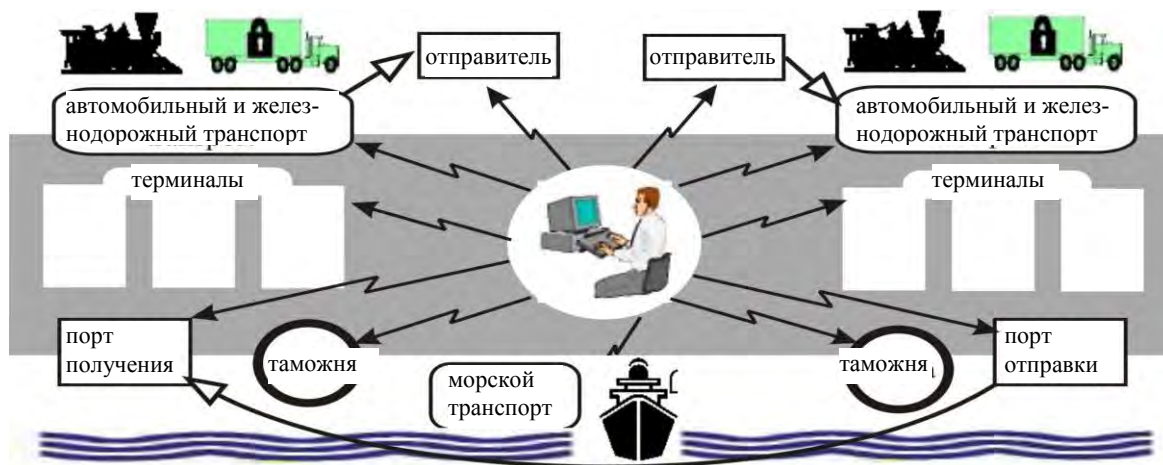 отправитель
отправитель
автомобильный и желез-
нодорожный транспорт
автомобильный и желез-
нодорожный транспорт
терминалы
терминалы
порт
получения
таможня
морской
транспорт
таможня
порт
отправки